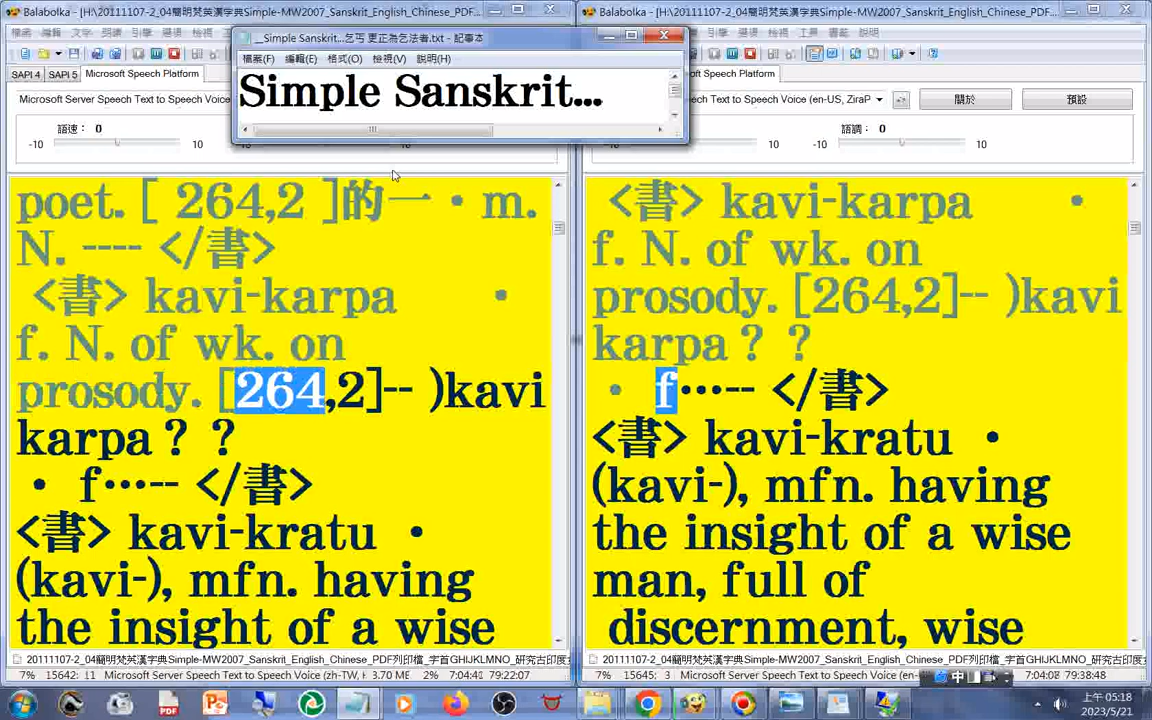 Balabolka - [H:\20111107-2_04簡明梵英漢字典Simple-MW2007_Sanskrit_English_Chinese_PDF...
Balabolka - [H:\20111107-2_04簡明梵英漢字典Simple-MW2007_Sanskrit_English_Chinese_PDF...
__Simple Sanskrit...乞丐 更正為乞法者.txt - 記事本
檔案(F) 編輯(E) 格式(O) 檢視(V) 說明(H)
Simple Sanskrit...
SAPI 4 SAPI 5 Microsoft Speech Platform
Speech Platform
Microsoft Server Speech Text to Speech Voice
Text to Speech Voice (en-US, ZiraP
關於
預設
語速： 0
-10
10
10
語調： 0
-10
10
poet. [ 264,2 ]的一 • m.
N. ---- </書>
<書> kavi-karpa •
f. N. of wk. on
prosody. [264,2]-- )kavi
karpa？？
• f…-- </書>
<書> kavi-kratu •
(kavi-), mfn. having
the insight of a wise
<書> kavi-karpa •
f. N. of wk. on
prosody. [264,2]-- )kavi
karpa？？
• f…-- </書>
<書> kavi-kratu •
(kavi-), mfn. having
the insight of a wise
man, full of
discernment, wise
20111107-2_04簡明梵英漢字典Simple-MW2007_Sanskrit_English_Chinese_PDF列印檔_字首GHIJKLMNO_研究古印度
20111107-2_04簡明梵英漢字典Simple-MW2007_Sanskrit_English_Chinese_PDF列印檔_字首GHIJKLMNO_研究古印度
7% 15642: 11 Microsoft Server Speech Text to Speech Voice (zh-TW, H 3.70 ME 2% 7:04:4 79:22:07
7% 15645: 3 Microsoft Server Speech Text to Speech 7:04:0 79:38:48
中
上午 05:18
2023/5/21